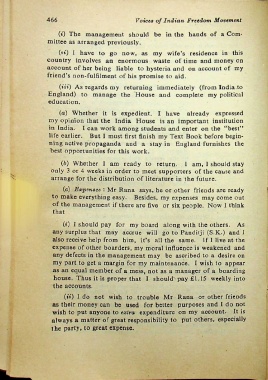 466 Voices of Indian Freedom Movement
(i) The management should be in the hands of a Com-
mittee as arranged previously.
(ii) I have to go now, as my wife's residence in this
country involves an enormous waste of time and money on
account of her being liable to hysteria and on account of my
friend's non-fulfilment of his promise to aid.
(iii) As regards my returning immediately (from India to
England) to manage the House and complete my political
education.
(a) Whether it is expedient. I have already expressed
my opinion that the India House is an important institution
in India. I can work among students and enter on the "best"
life earlier. But I must first finish my Text Book before begin-
ning active propaganda and a stay in England furnishes the
best opportunities for this work.
(b) Whether I am ready to return. I am, I should stay
only 3 or 4 weeks in order to meet supporters of the cause and
arrange for the distribution of literature in the future.
(c) Expenses : Mr Rana says, he or other friends are ready
to make everything easy. Besides, my expenses may come out
of the management if there are five or six people. Now I think
that
(i) I should pay for my board along with the others. As
any surplus that may accrue will go to Pandiji (S.K.) and I
also receive help from him, it's all the same. If I live at the
expense of other boarders, my moral influence is weakened and
any defects in the management may be ascribed to a desire on
my part to get a margin for my maintenance. I wish to appear
as an equal member of a mess, not as a manager of a boarding
house. Thus it is proper that I should pay £1.15 weekly into
the accounts.
(ii) I do not wish to trouble Mr Rana or other friends
as their money can be used for better purposes and I do not
wish to put anyone to extra expenditure on my account. It is
always a matter of great responsibility to put others, especially
the party, to great expense.